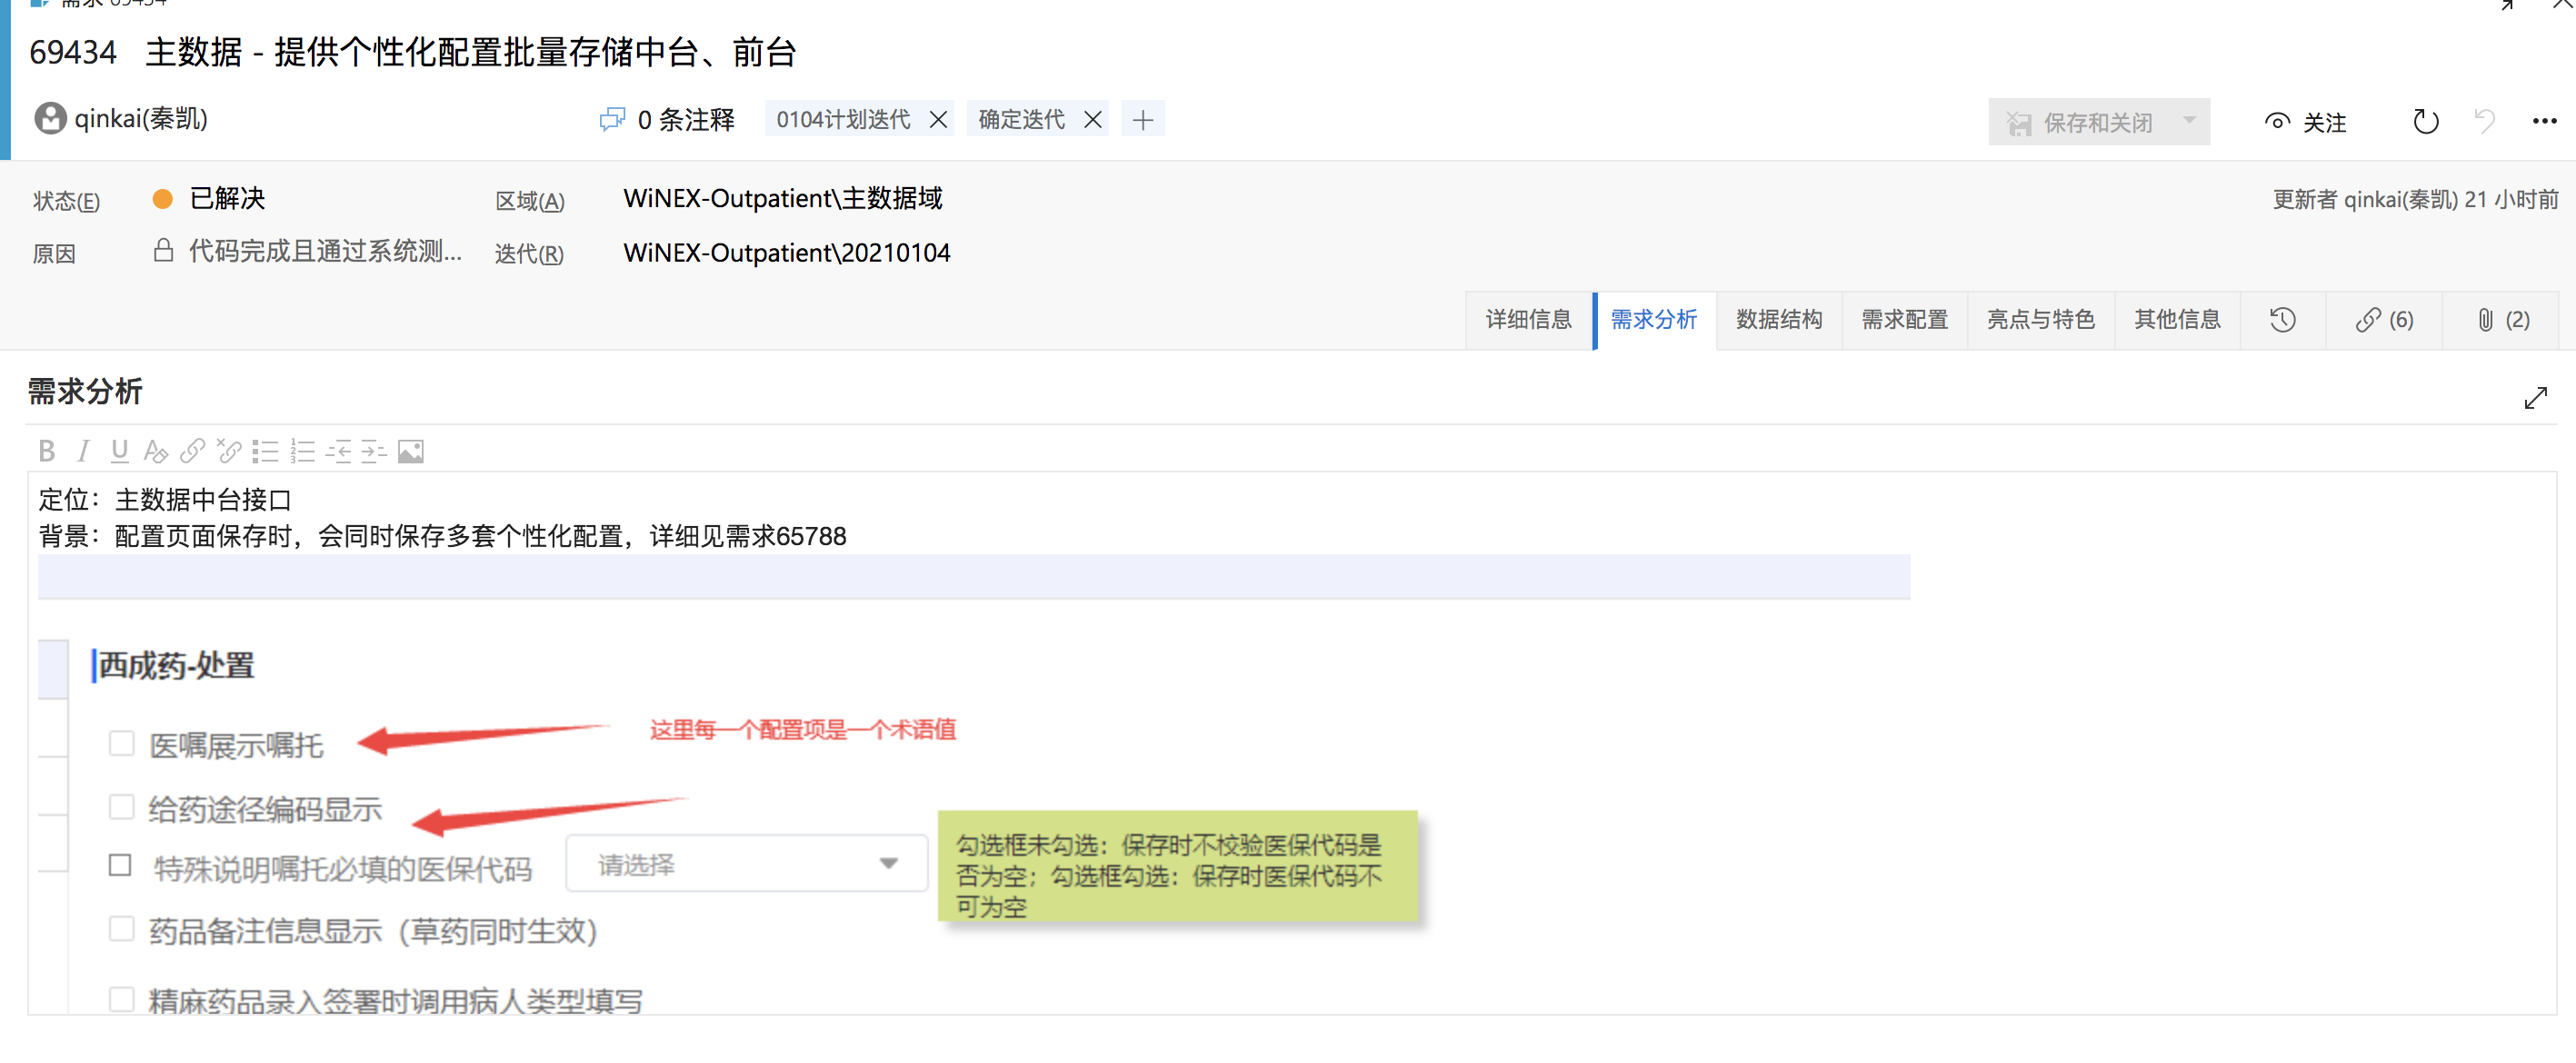 需求 69434
69434 主数据 - 提供个性化配置批量存储中台、前台
qinkai(秦凯)
0 条注释
0104计划迭代
确定迭代
保存和关闭
关注
状态(E)
已解决
区域(A)
WiNEX-Outpatient\主数据域
更新者 qinkai(秦凯) 21 小时前
原因
代码完成且通过系统测...
迭代(R)
WiNEX-Outpatient\20210104
详细信息
需求分析
数据结构
需求配置
亮点与特色
其他信息
(6)
(2)
需求分析
定位：主数据中台接口
背景：配置页面保存时，会同时保存多套个性化配置，详细见需求65788
西成药-处置
医嘱展示嘱托
这里每一个配置项是一个术语值
给药途径编码显示
特殊说明嘱托必填的医保代码
请选择
勾选框未勾选：保存时不校验医保代码是
否为空；勾选框勾选：保存时医保代码不
可为空
药品备注信息显示（草药同时生效）
精麻药品录入签署时调用病人类型填写